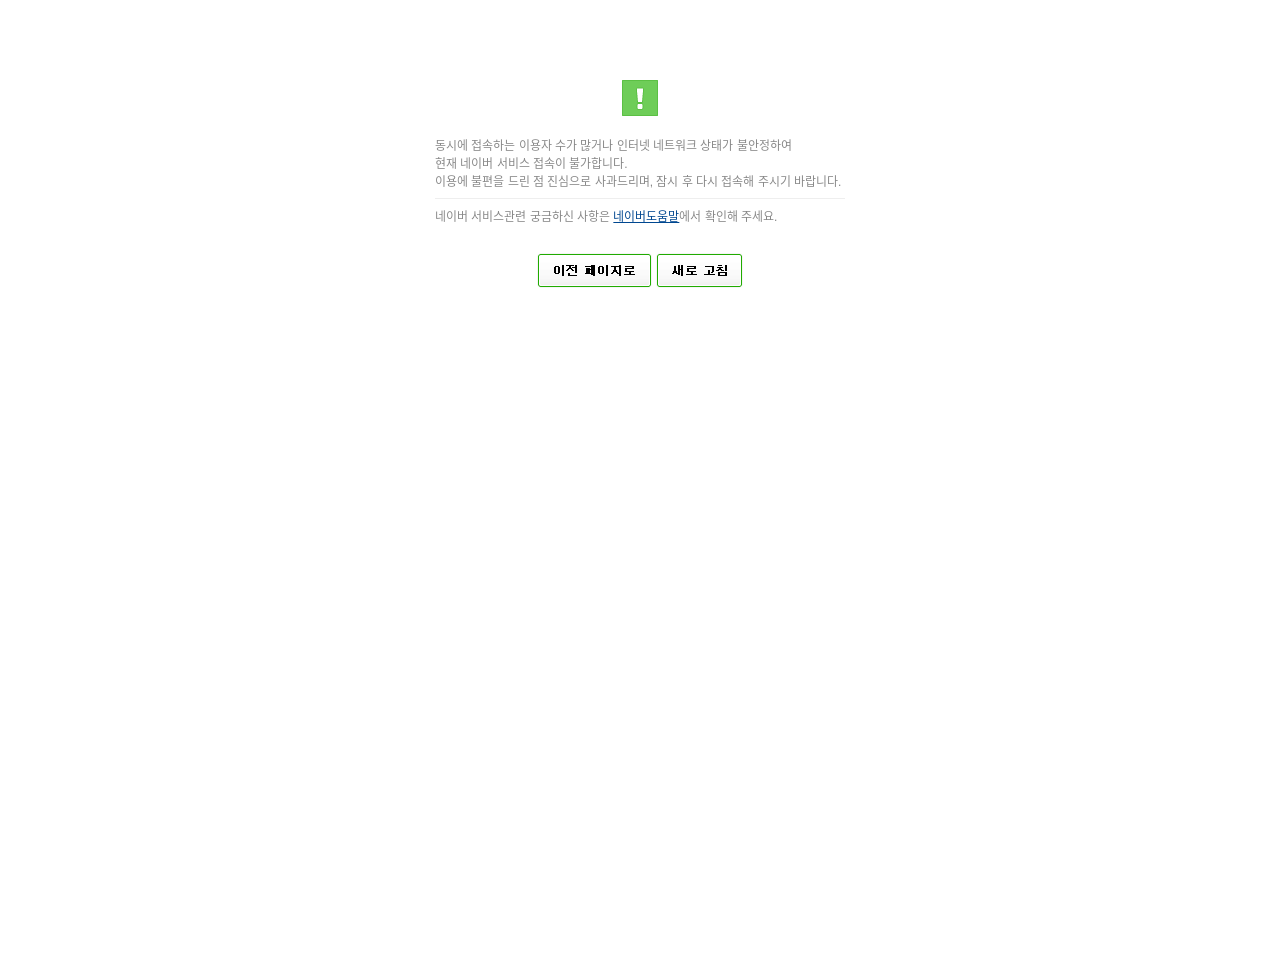 동시에 접속하는 이용자 수가 많거나 인터넷 네트워크 상태가 불안정하여
현재 네이버 서비스 접속이 불가합니다.
이용에 불편을 드린 점 진심으로 사과드리며, 잠시 후 다시 접속해 주시기 바랍니다.
네이버 서비스관련 궁금하신 사항은 네이버도움말에서 확인해 주세요.
이전 페이지로 새로 고침